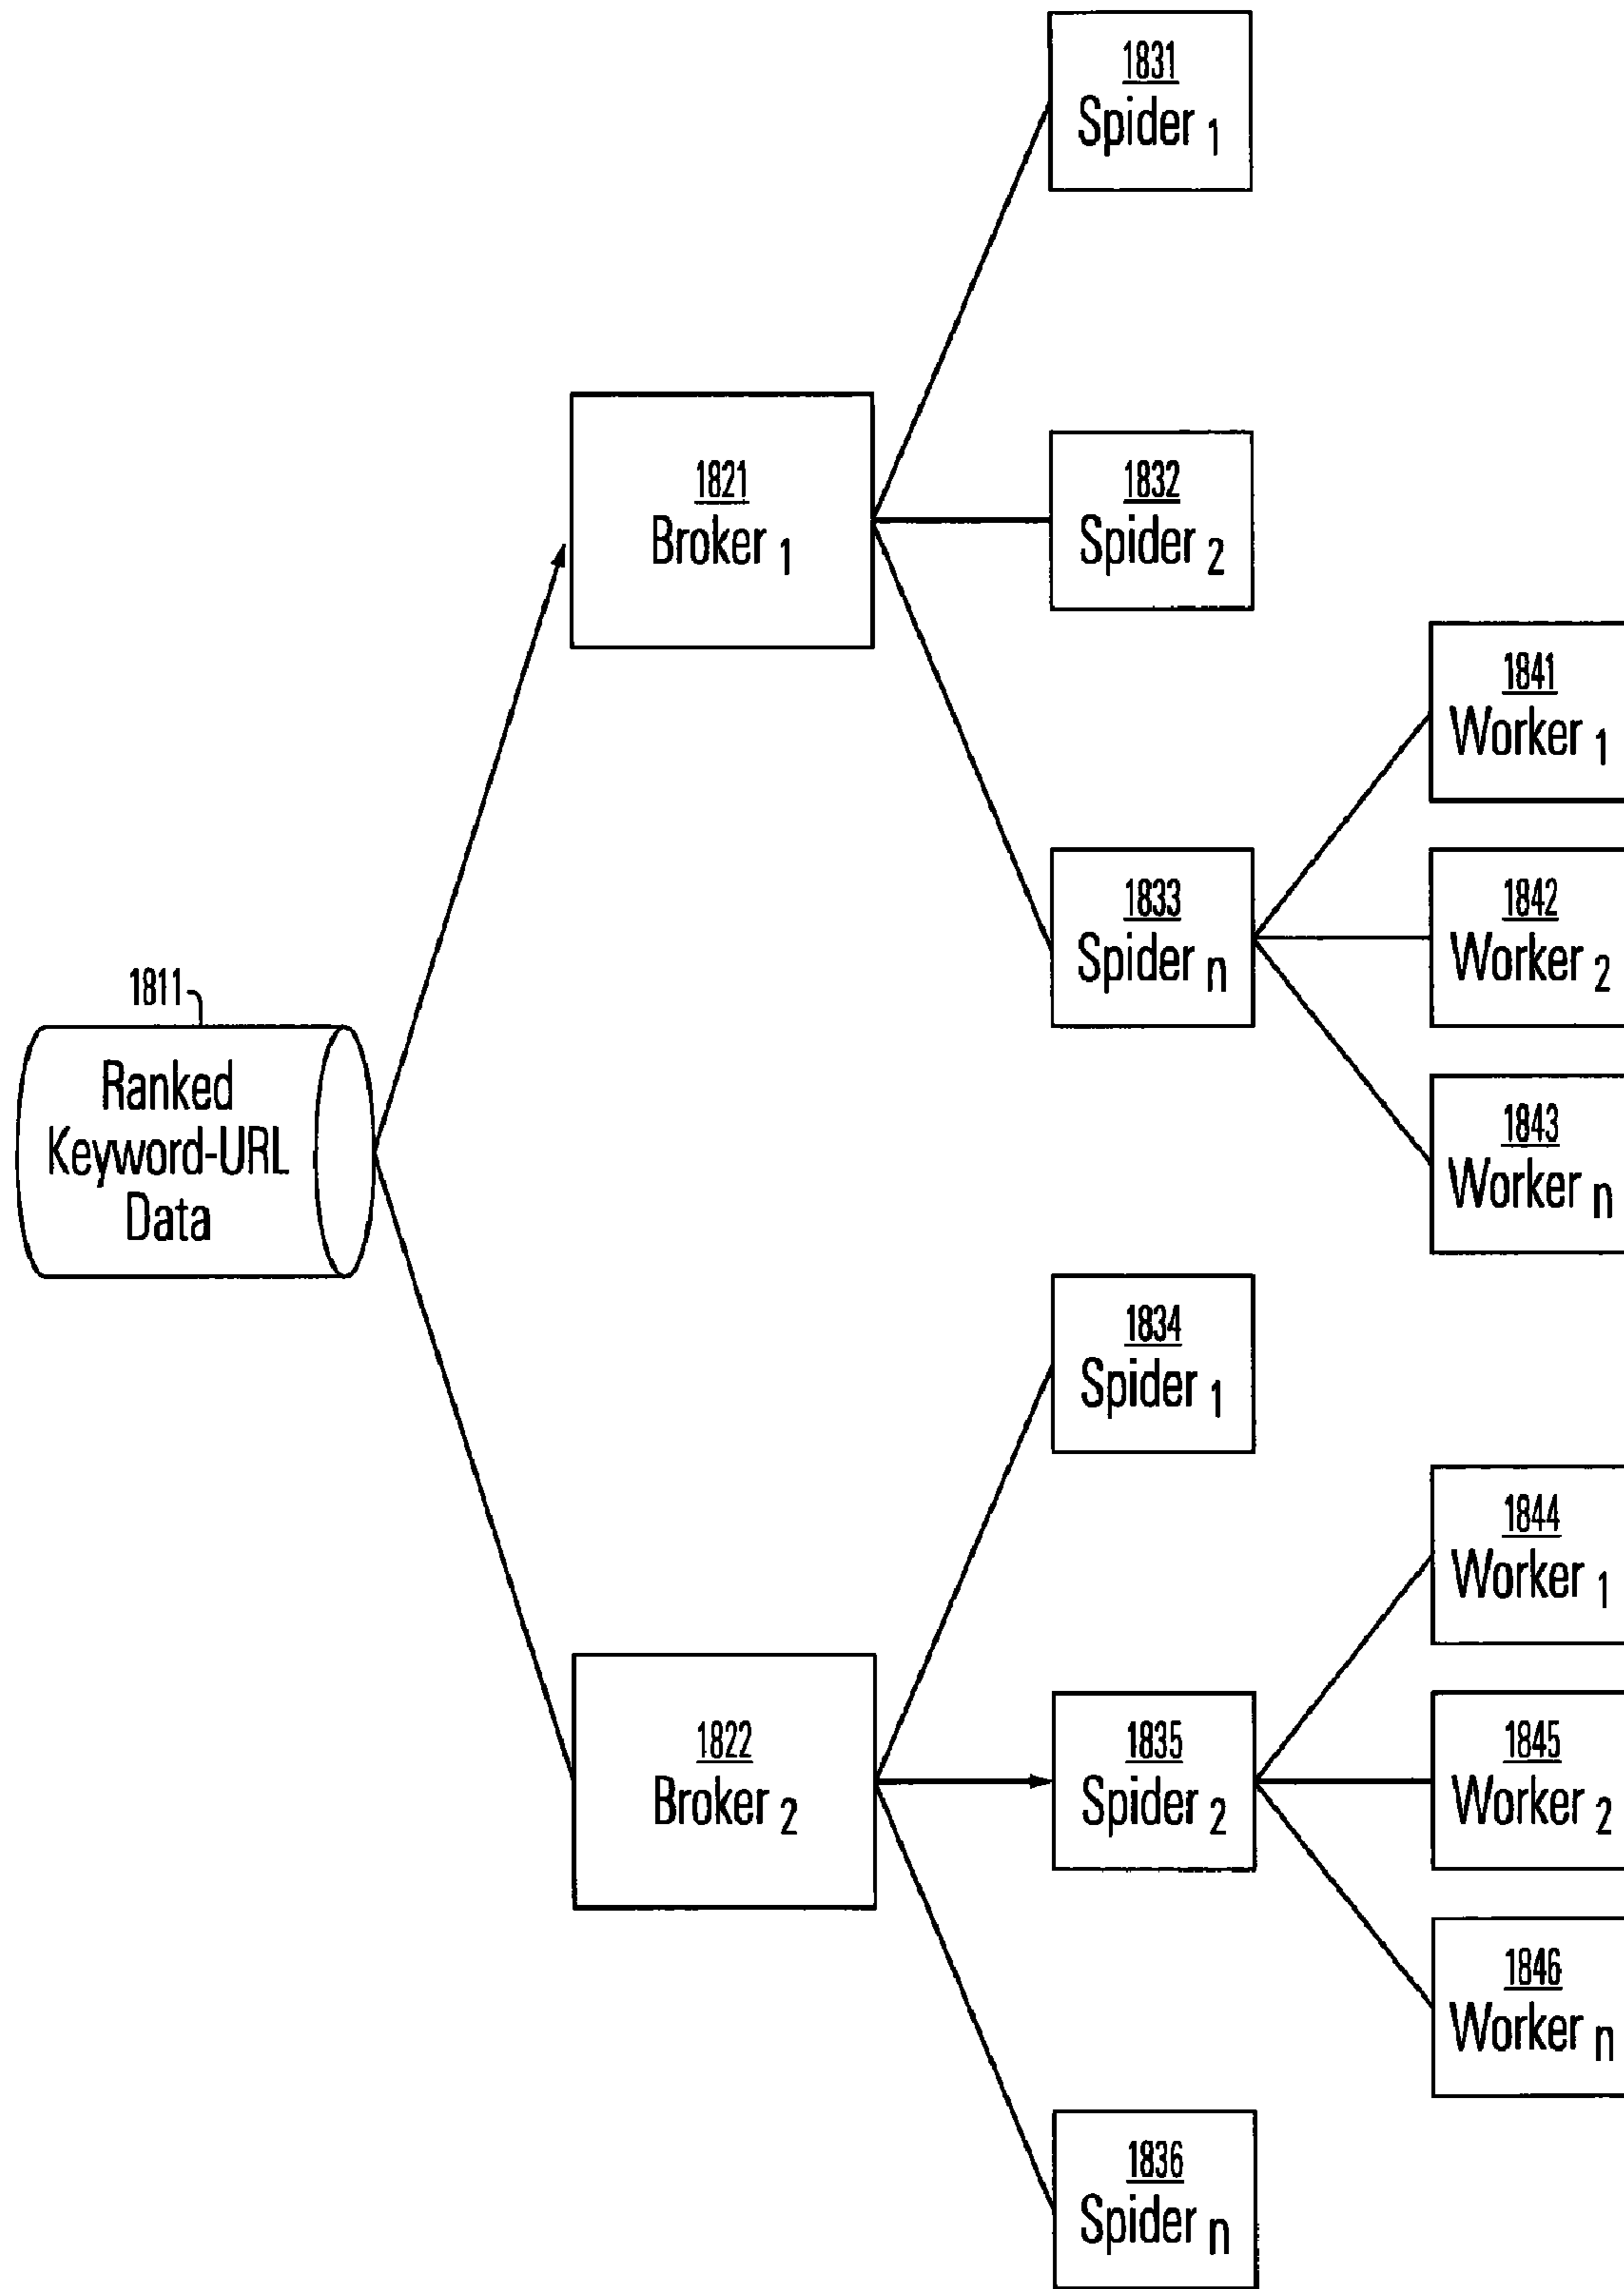 1831
Spider 1
1821
Broker 1
1832
Spider 2
1841
Worker 1
1833
Spider n
1842
Worker 2
1811
Ranked
Keyword-URL
Data
1843
Worker n
1834
Spider 1
1844
Worker 1
1822
Broker 2
1835
Spider 2
1845
Worker 2
1846
Worker n
1836
Spider n